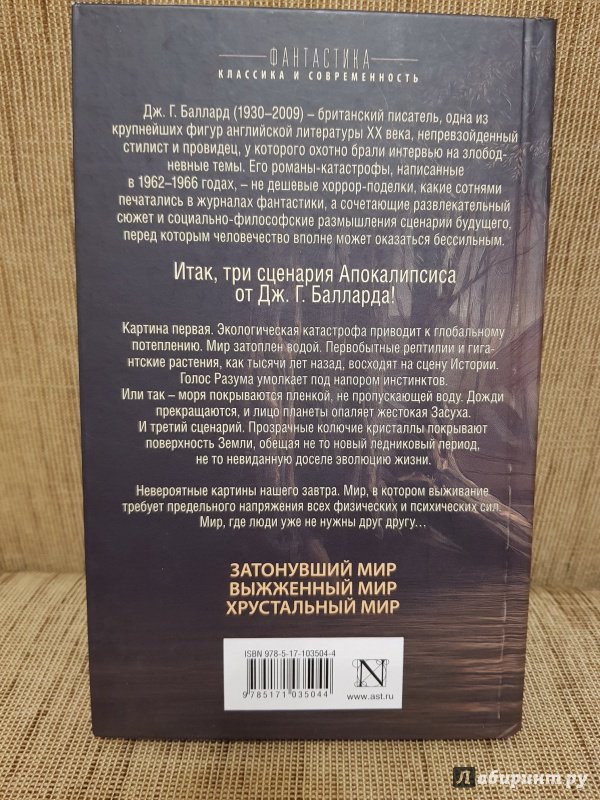 ФАНТАСТИКА
КЛАССИКА И СОВРЕМЕННОСТЬ
Дж. Г. Баллард (1930–2009) – британский писатель, одна из
крупнейших фигур английской литературы XX века, непревзойденный
стилист и провидец, у которого охотно брали интервью на злобод-
невные темы. Его романы-катастрофы, написанные
в 1962–1966 годах, – не дешевые хоррор-поделки, какие сотнями
печатались в журналах фантастики, а сочетающие развлекательный
сюжет и социально-философские размышления сценарии будущего,
перед которым человечество вполне может оказаться бессильным.
Итак, три сценария Апокалипсиса
от Дж. Г. Балларда!
Картина первая. Экологическая катастрофа приводит к глобальному
потеплению. Мир затоплен водой. Первобытные рептилии и гига-
нтские растения, как тысячи лет назад, восходят на сцену Истории.
Голос Разума умолкает под напором инстинктов.
Или так – моря покрываются пленкой, не пропускающей воду. Дожди
прекращаются, и лицо планеты опаляет жестокая Засуха.
И третий сценарий. Прозрачные колючие кристаллы покрывают
поверхность Земли, обещая не то новый ледниковый период,
не то невиданную доселе эволюцию жизни.
Невероятные картины нашего завтра. Мир, в котором выживание
требует предельного напряжения всех физических и психических сил.
Мир, где люди уже не нужны друг другу...
ЗАТОНУВШИЙ МИР
ВЫЖЖЕННЫЙ МИР
ХРУСТАЛЬНЫЙ МИР
ISBN 978-5-17-103504-4
9785171035044
N
www.ast.ru
Лабиринт.ру